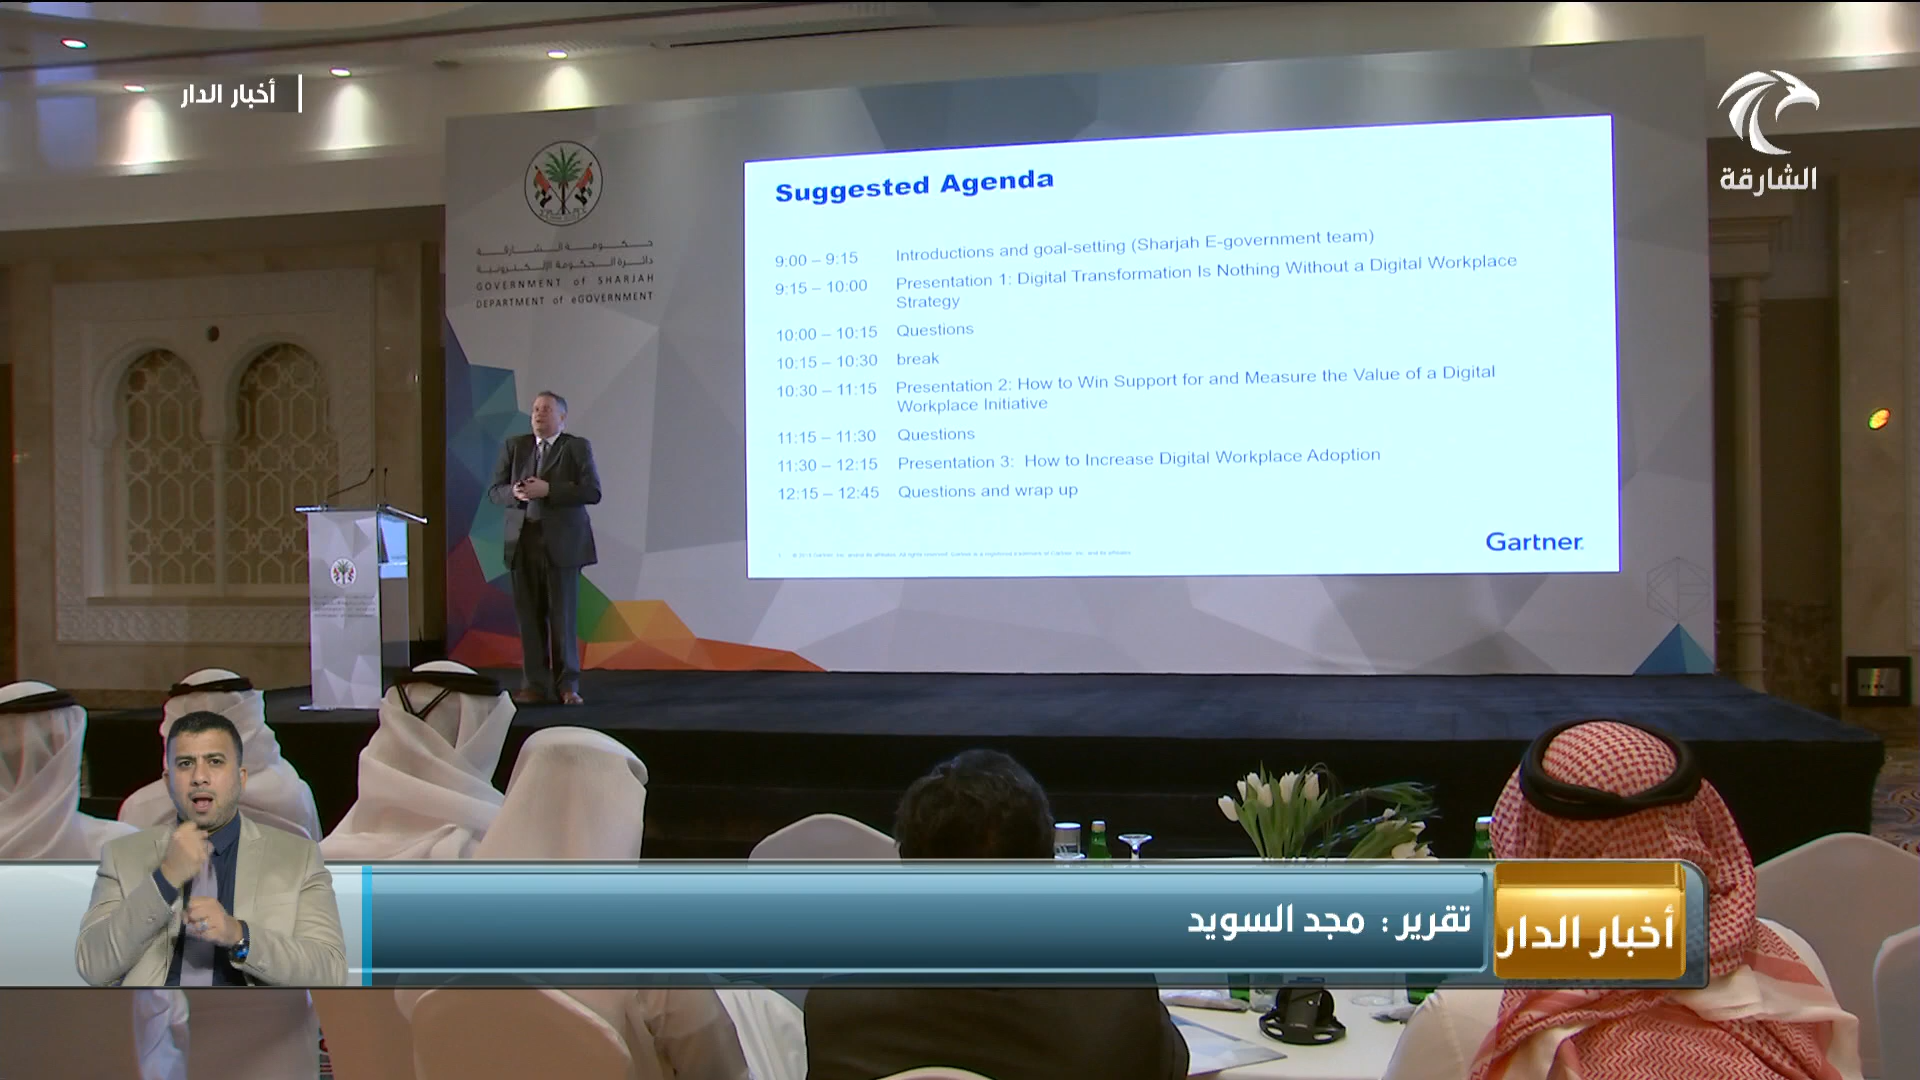 أخبار الدار
الشارقة
حكومة الشارقة
دائرة الحكومة الإلكترونية
GOVERNMENT of SHARJAH
DEPARTMENT of eGOVERNMENT
Suggested Agenda
9:00 – 9:15 Introductions and goal-setting (Sharjah E-government team)
9:15 – 10:00 Presentation 1: Digital Transformation Is Nothing Without a Digital Workplace
Strategy
10:00 – 10:15 Questions
10:15 – 10:30 break
10:30 – 11:15 Presentation 2: How to Win Support for and Measure the Value of a Digital
Workplace Initiative
11:15 – 11:30 Questions
11:30 – 12:15 Presentation 3: How to Increase Digital Workplace Adoption
12:15 – 12:45 Questions and wrap up
Gartner.
تقرير : مجد السويد
أخبار الدار